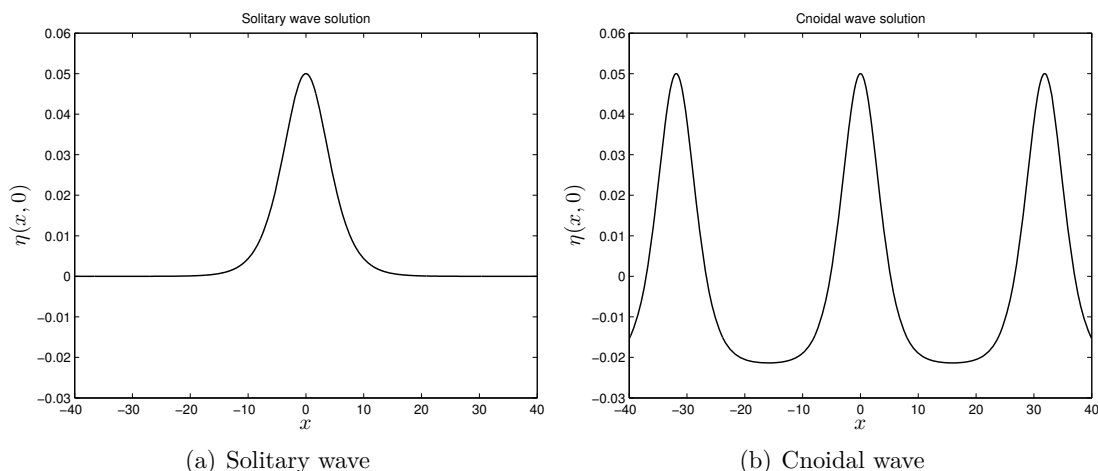 Solitary wave solution
0.06
0.05
0.04
0.03
0.02
0.01
0
−0.01
−0.02
−0.03
η(x, 0)
−40 −30 −20 −10 0 10 20 30 40
x
(a) Solitary wave
Cnoidal wave solution
0.06
0.05
0.04
0.03
0.02
0.01
0
−0.01
−0.02
−0.03
η(x, 0)
−40 −30 −20 −10 0 10 20 30 40
x
(b) Cnoidal wave